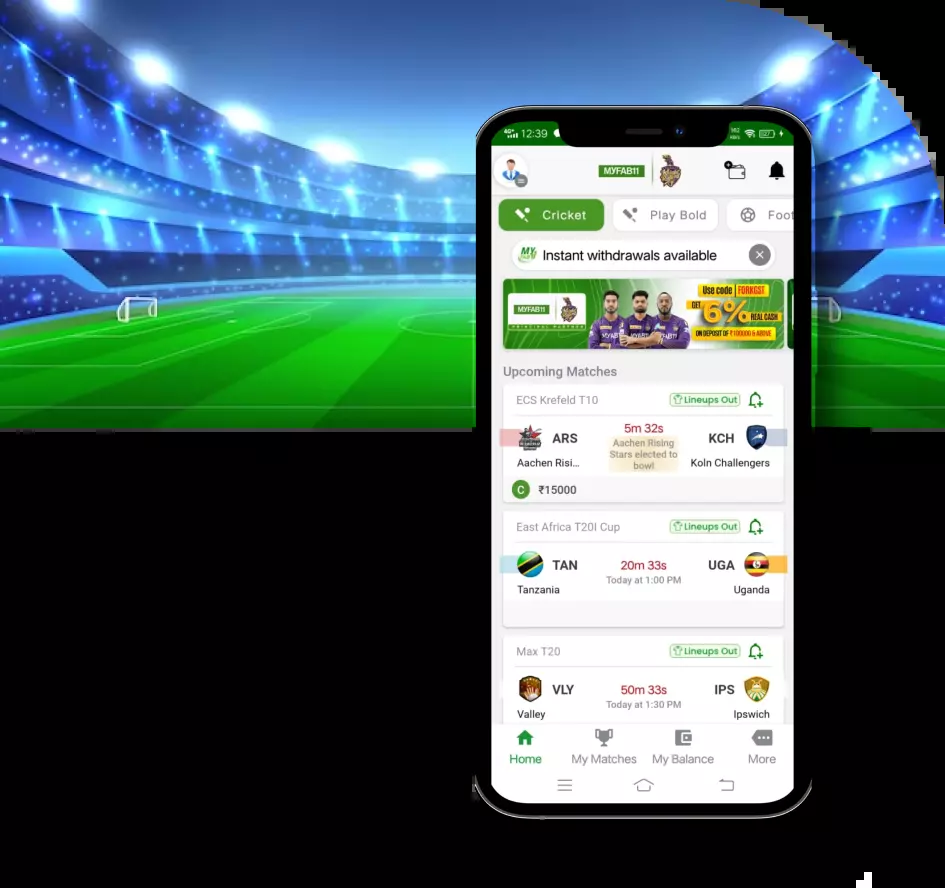 4G+ 12:39
MYFAB11
Cricket
Play Bold
Foot
MY
Instant withdrawals available
MYFAB11
PRINCIPAL PARTNER
Use code FORKGST
GET 6% REAL CASH
ON DEPOSIT OF ₹100000 & ABOVE
Upcoming Matches
ECS Krefeld T10
Lineups Out
ARS
5m 32s
KCH
Aachen Rising
Stars elected to
bowl
Aachen Risi...
Koln Challengers
C ₹15000
East Africa T20I Cup
Lineups Out
TAN
20m 33s
UGA
Today at 1:00 PM
Tanzania
Uganda
Max T20
Lineups Out
VLY
50m 33s
IPS
Today at 1:30 PM
Valley
Ipswich
Home
My Matches
My Balance
More